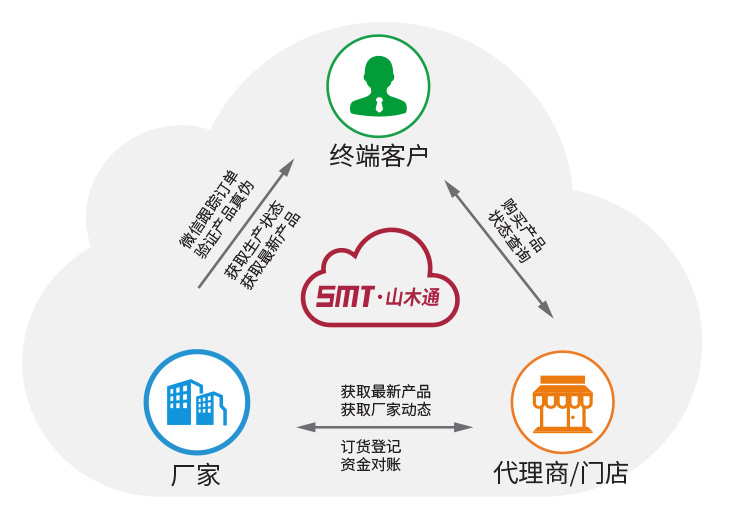 终端客户
微信跟踪订单
验证产品真伪
获取生产状态
获取最新产品
购买产品
状态查询
SMT·山木通
获取最新产品
获取厂家动态
订货登记
资金对账
厂家
代理商/门店